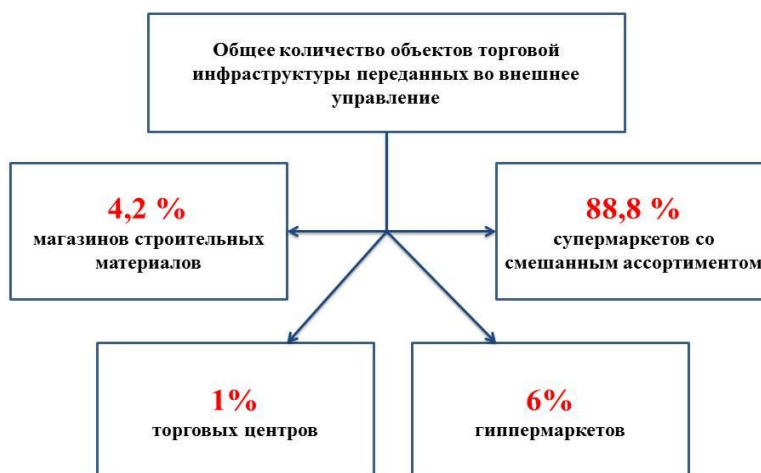 Общее количество объектов торговой
инфраструктуры переданных во внешнее
управление
4,2 %
магазинов строительных
материалов
88,8 %
супермаркетов со
смешанным ассортиментом
1%
торговых центров
6%
гиппермаркетов